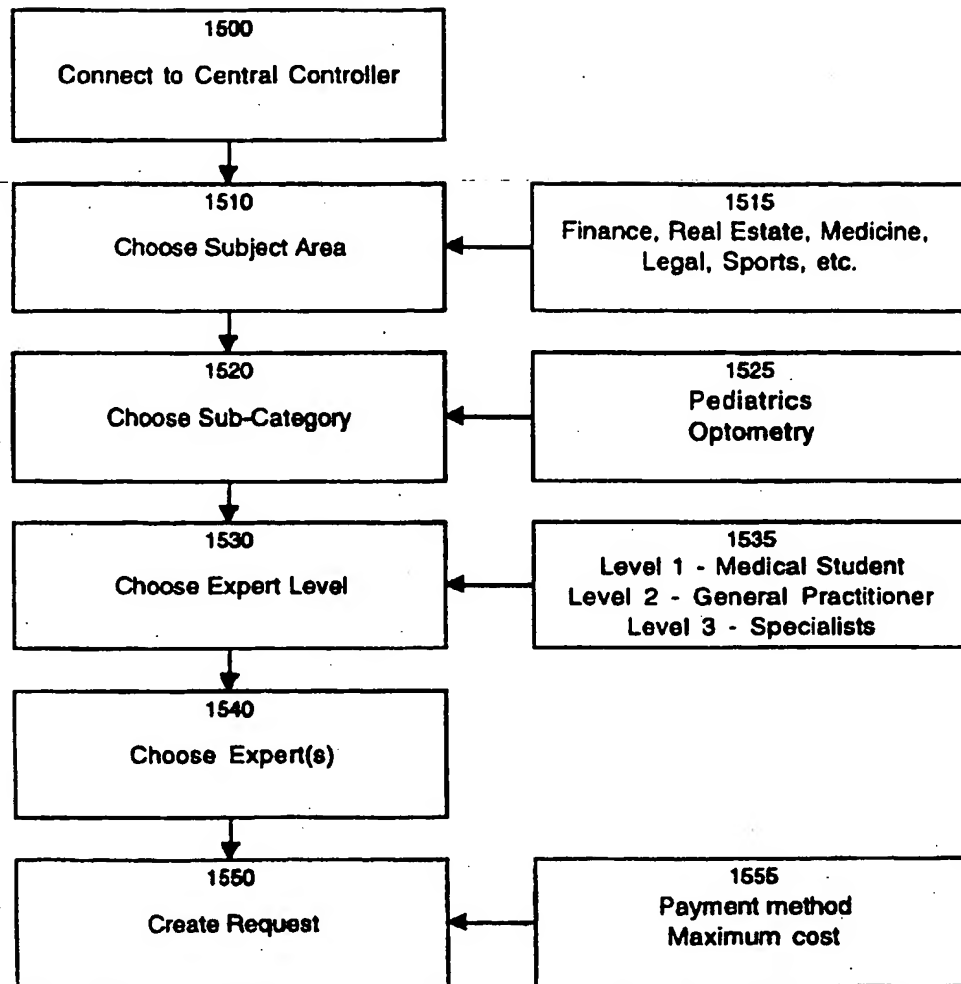 1500
Connect to Central Controller
1510
Choose Subject Area
1515
Finance, Real Estate, Medicine,
Legal, Sports, etc.
1520
Choose Sub-Category
1525
Pediatrics
Optometry
1530
Choose Expert Level
1535
Level 1 - Medical Student
Level 2 - General Practitioner
Level 3 - Specialists
1540
Choose Expert(s)
1550
Create Request
1555
Payment method
Maximum cost